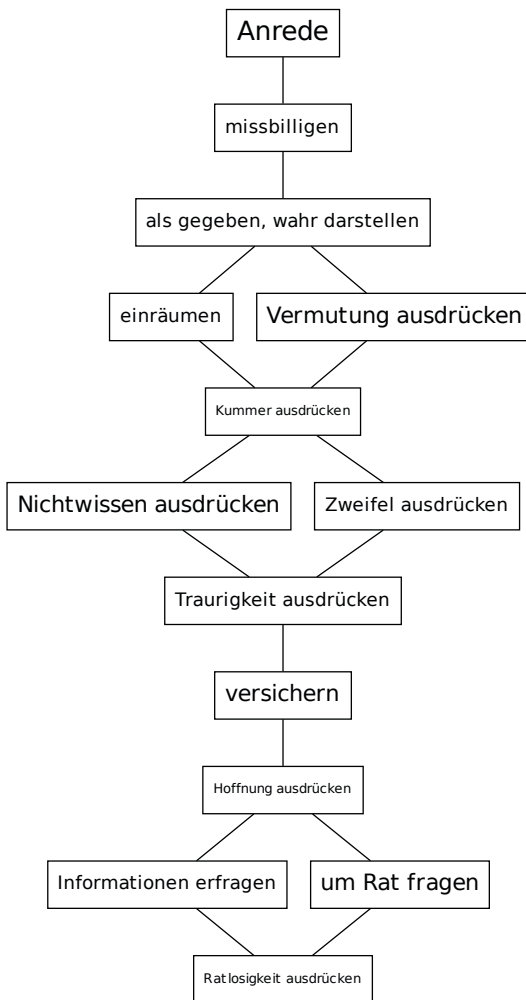 Anrede
missbilligen
als gegeben, wahr darstellen
einräumen
Vermutung ausdrücken
Kummer ausdrücken
Nichtwissen ausdrücken
Zweifel ausdrücken
Traurigkeit ausdrücken
versichern
Hoffnung ausdrücken
Informationen erfragen
um Rat fragen
Ratlosigkeit ausdrücken